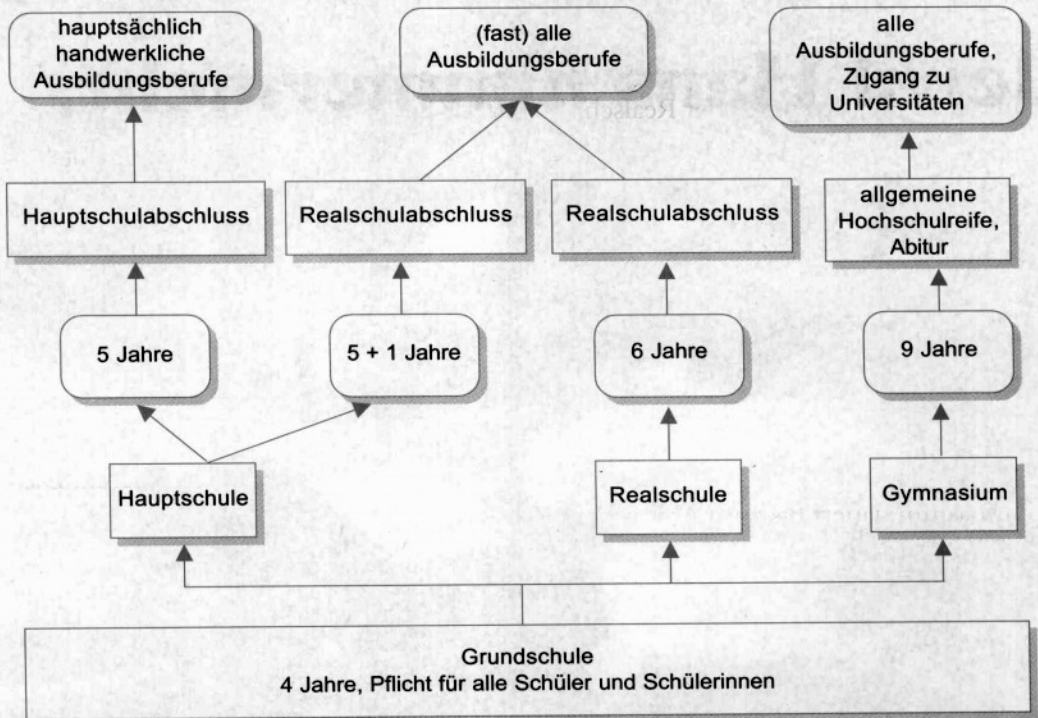 hauptsächlich
handwerkliche
Ausbildungsberufe
(fast) alle
Ausbildungsberufe
alle
Ausbildungsberufe,
Zugang zu
Universitäten
Hauptschulabschluss
Realschulabschluss
Realschulabschluss
allgemeine
Hochschulreife,
Abitur
5 Jahre
5 + 1 Jahre
6 Jahre
9 Jahre
Hauptschule
Realschule
Gymnasium
Grundschule
4 Jahre, Pflicht für alle Schüler und Schülerinnen